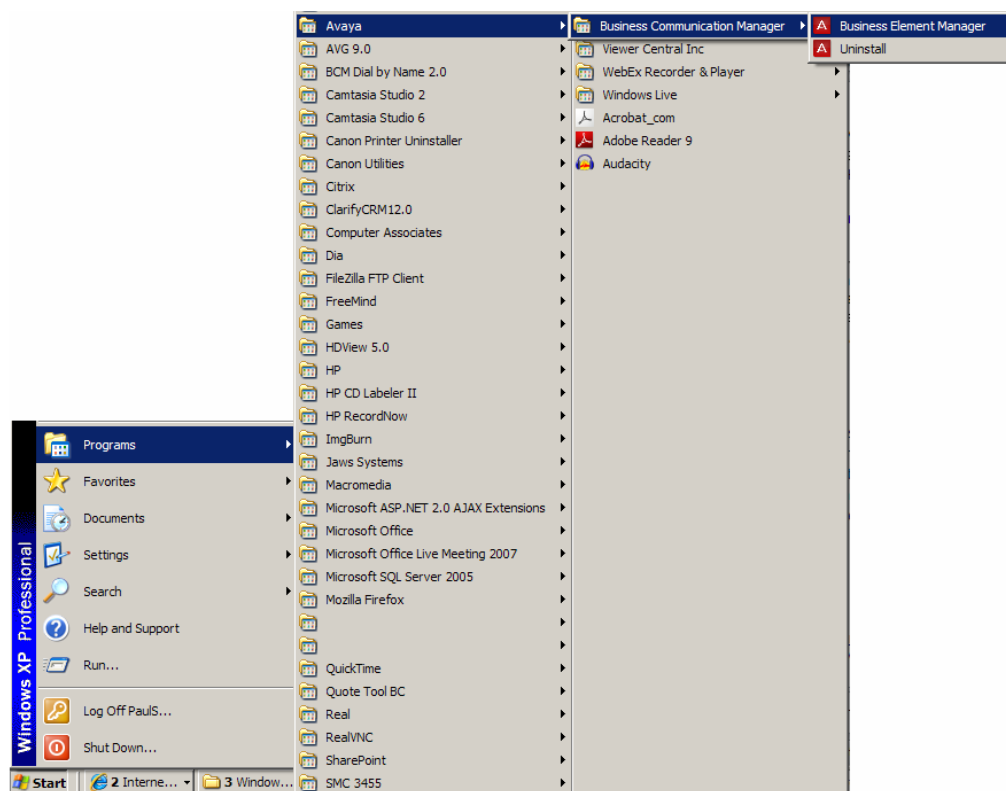 Avaya
AVG 9.0
BCM Dial by Name 2.0
Camtasia Studio 2
Camtasia Studio 6
Canon Printer Uninstaller
Canon Utilities
Citrix
ClarifyCRM12.0
Computer Associates
Dia
FileZilla FTP Client
FreeMind
Games
HDView 5.0
HP
HP CD Labeler II
HP RecordNow
ImgBurn
Jaws Systems
Macromedia
Microsoft ASP.NET 2.0 AJAX Extensions
Microsoft Office
Microsoft Office Live Meeting 2007
Microsoft SQL Server 2005
Mozilla Firefox
QuickTime
Quote Tool BC
Real
RealVNC
SharePoint
SMC 3455
Business Communication Manager
Viewer Central Inc
WebEx Recorder & Player
Windows Live
Acrobat_com
Adobe Reader 9
Audacity
Business Element Manager
Uninstall
Windows XP Professional
Programs
Favorites
Documents
Settings
Search
Help and Support
Run...
Log Off PaulS...
Shut Down...
Start
2 Interne...
3 Window...